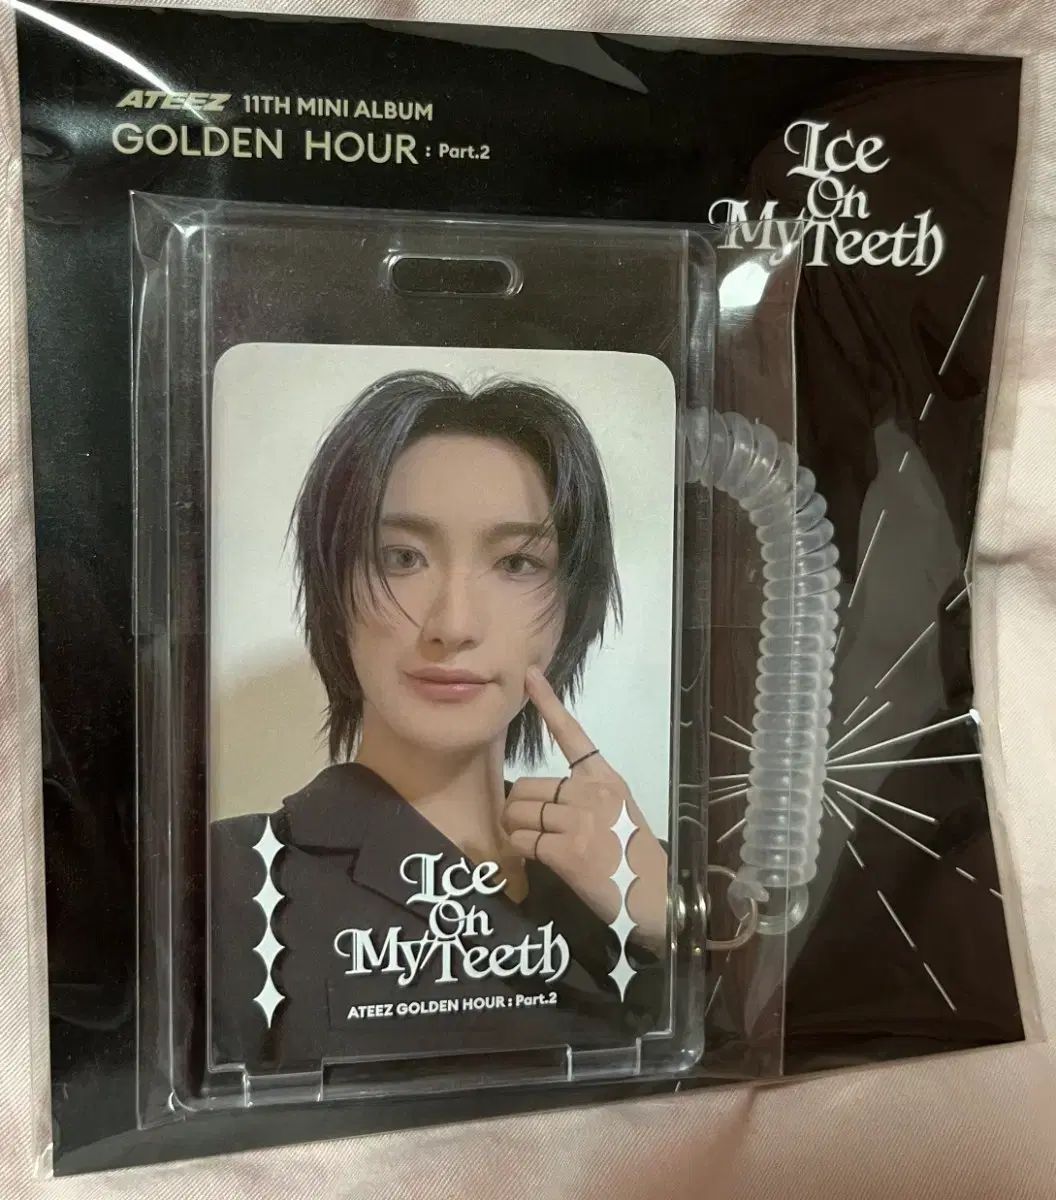 ATEEZ 11TH MINI ALBUM
GOLDEN HOUR : Part.2
Ice
On
My Teeth
Ice
On
My Teeth
ATEEZ GOLDEN HOUR : Part.2